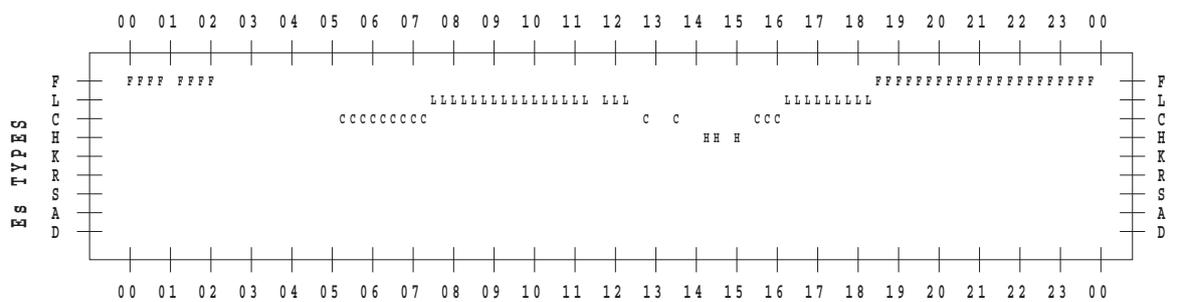 00 01 02 03 04 05 06 07 08 09 10 11 12 13 14 15 16 17 18 19 20 21 22 23 00
F FFFF FFFF FFFFFFFFFFFFFFFFFFFFFF F
L LLLLLLLLLLLLLLLL LLL LLLLLLLLL L
C CCCCCCCCC C C CCC C
H HH H H
K K
R R
S S
A A
D D
Es TYPES
00 01 02 03 04 05 06 07 08 09 10 11 12 13 14 15 16 17 18 19 20 21 22 23 00